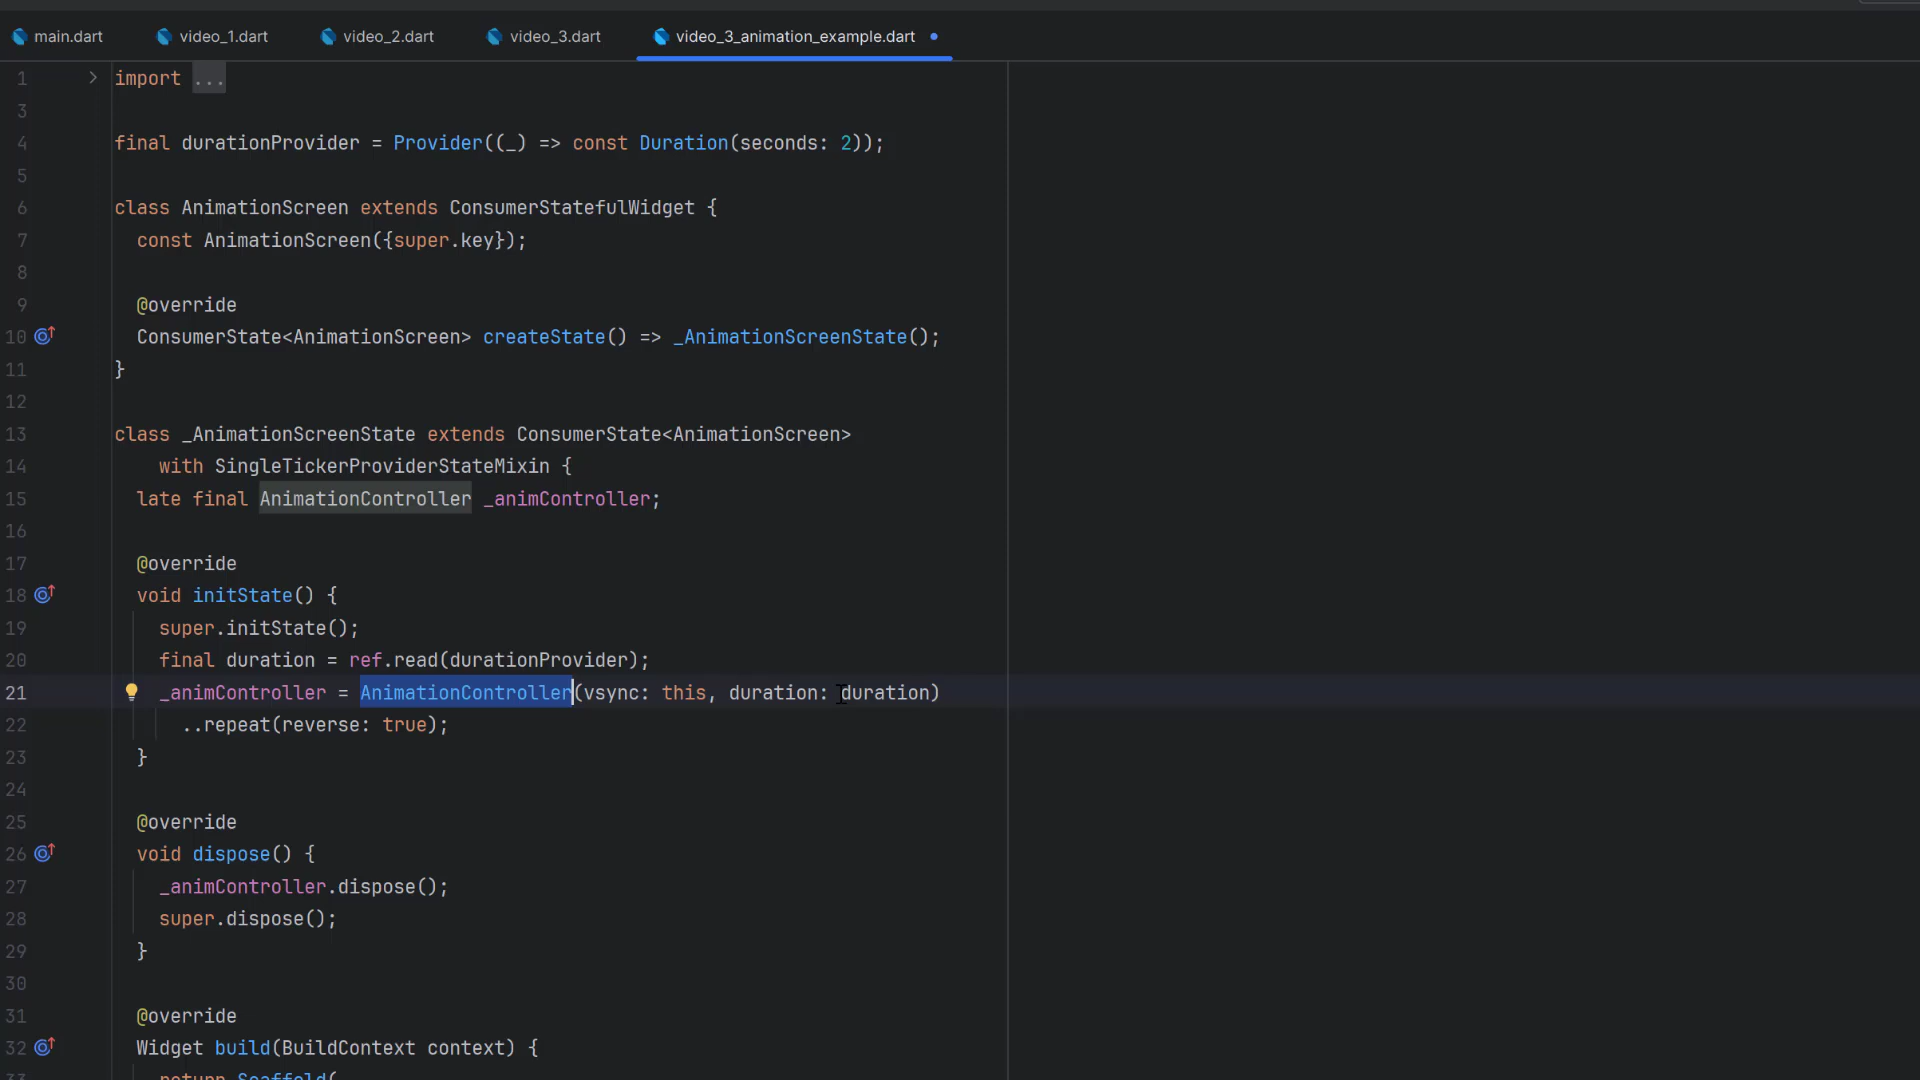 main.dart
video_1.dart
video_2.dart
video_3.dart
video_3_animation_example.dart
1 import ...
3
4 final durationProvider = Provider((_) => const Duration(seconds: 2));
5
6 class AnimationScreen extends ConsumerStatefulWidget {
7 const AnimationScreen({super.key});
8
9 @override
10 ConsumerState<AnimationScreen> createState() => _AnimationScreenState();
11 }
12
13 class _AnimationScreenState extends ConsumerState<AnimationScreen>
14 with SingleTickerProviderStateMixin {
15 late final AnimationController _animController;
16
17 @override
18 void initState() {
19 super.initState();
20 final duration = ref.read(durationProvider);
21 _animController = AnimationController(vsync: this, duration: duration)
22 ..repeat(reverse: true);
23 }
24
25 @override
26 void dispose() {
27 _animController.dispose();
28 super.dispose();
29 }
30
31 @override
32 Widget build(BuildContext context) {
33 return Scaffold(